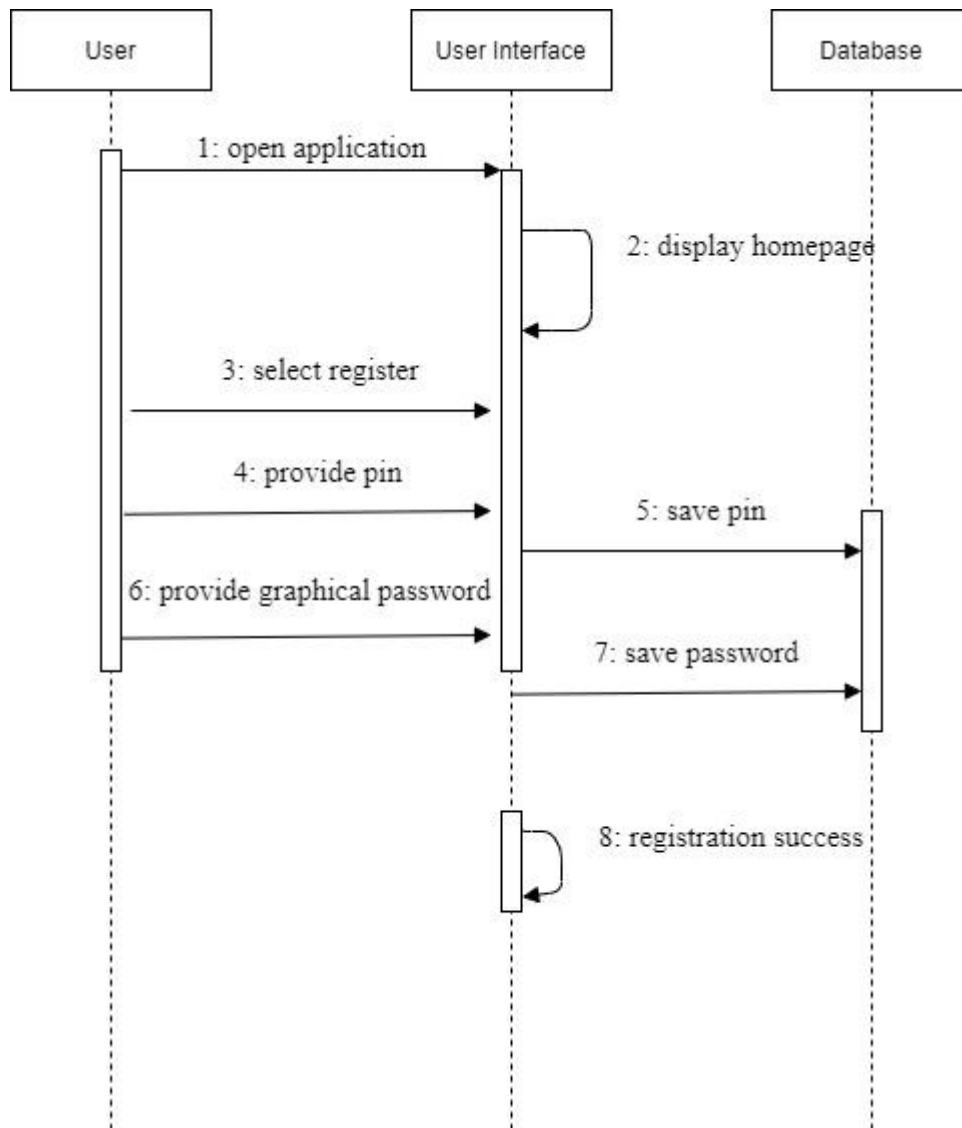 User
User Interface
Database
1: open application
2: display homepage
3: select register
4: provide pin
5: save pin
6: provide graphical password
7: save password
8: registration success